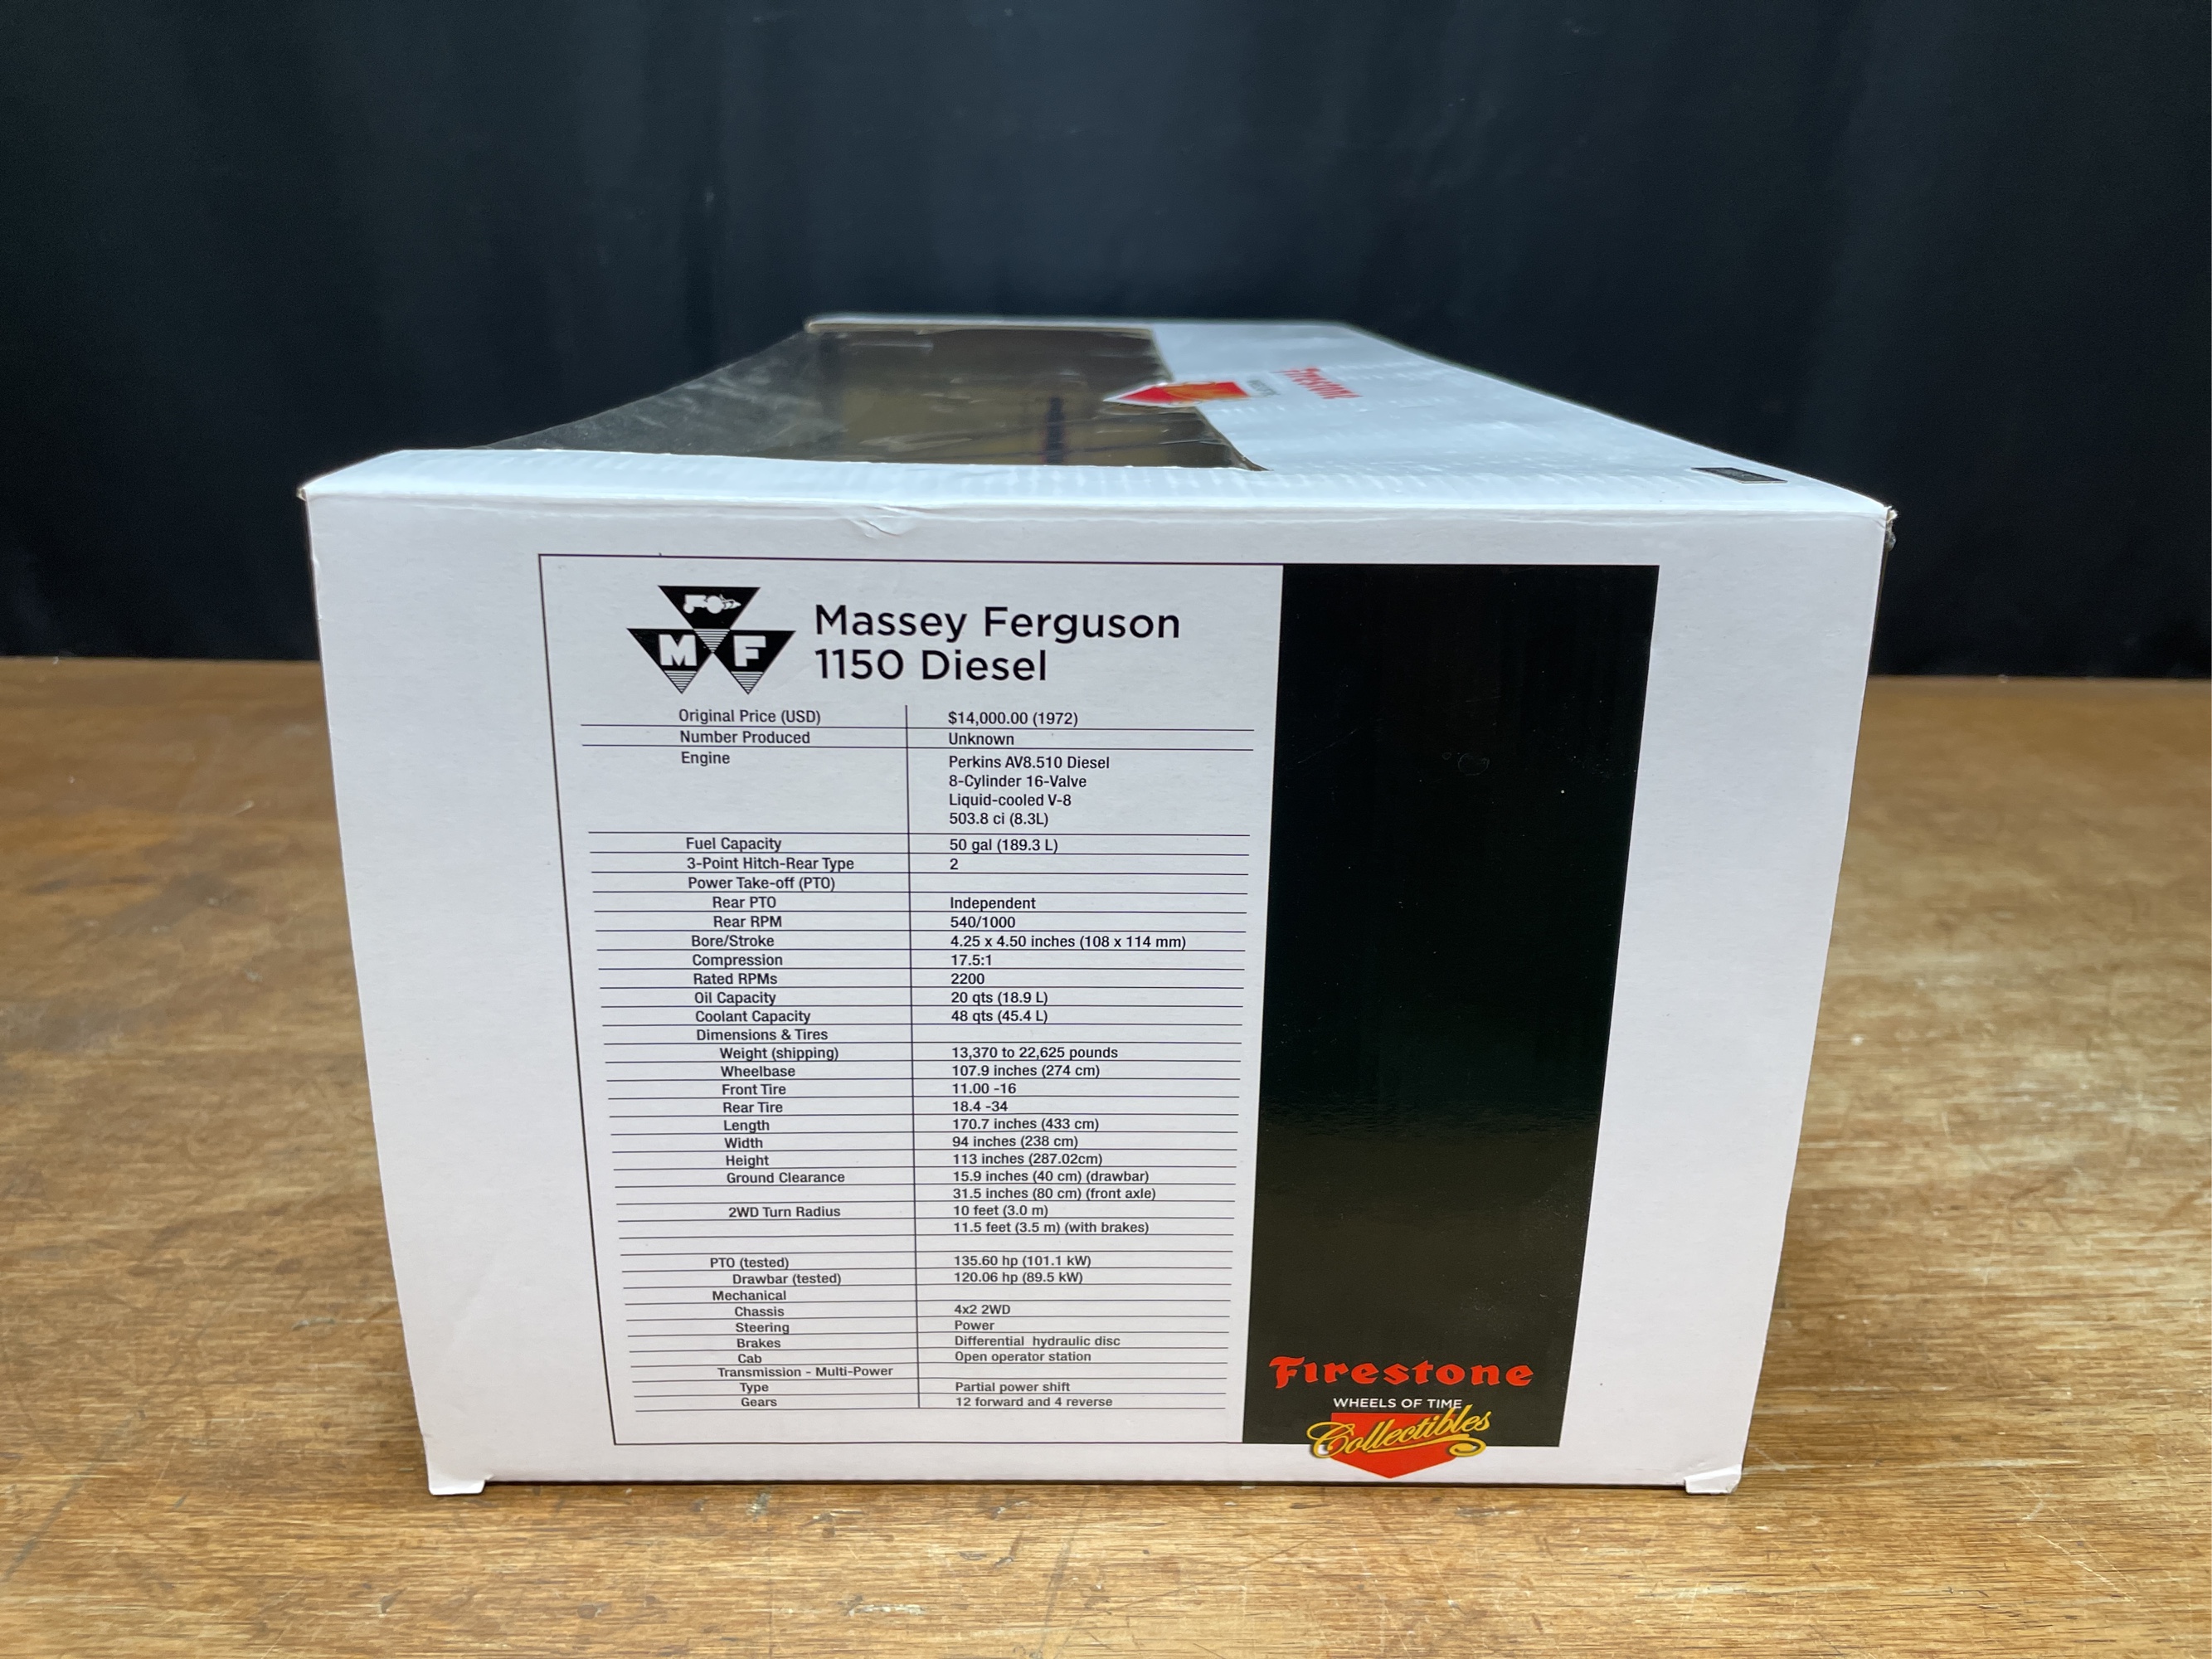 Firestone
M F
Massey Ferguson
1150 Diesel
Original Price (USD) $14,000.00 (1972)
Number Produced Unknown
Engine Perkins AV8.510 Diesel
8-Cylinder 16-Valve
Liquid-cooled V-8
503.8 ci (8.3L)
Fuel Capacity 50 gal (189.3 L)
3-Point Hitch-Rear Type 2
Power Take-off (PTO)
Rear PTO Independent
Rear RPM 540/1000
Bore/Stroke 4.25 x 4.50 inches (108 x 114 mm)
Compression 17.5:1
Rated RPMs 2200
Oil Capacity 20 qts (18.9 L)
Coolant Capacity 48 qts (45.4 L)
Dimensions & Tires
Weight (shipping) 13,370 to 22,625 pounds
Wheelbase 107.9 inches (274 cm)
Front Tire 11.00 -16
Rear Tire 18.4 -34
Length 170.7 inches (433 cm)
Width 94 inches (238 cm)
Height 113 inches (287.02cm)
Ground Clearance 15.9 inches (40 cm) (drawbar)
31.5 inches (80 cm) (front axle)
2WD Turn Radius 10 feet (3.0 m)
11.5 feet (3.5 m) (with brakes)
PTO (tested) 135.60 hp (101.1 kW)
Drawbar (tested) 120.06 hp (89.5 kW)
Mechanical
Chassis 4x2 2WD
Steering Power
Brakes Differential hydraulic disc
Cab Open operator station
Transmission - Multi-Power
Type Partial power shift
Gears 12 forward and 4 reverse
Firestone
WHEELS OF TIME
Collectibles